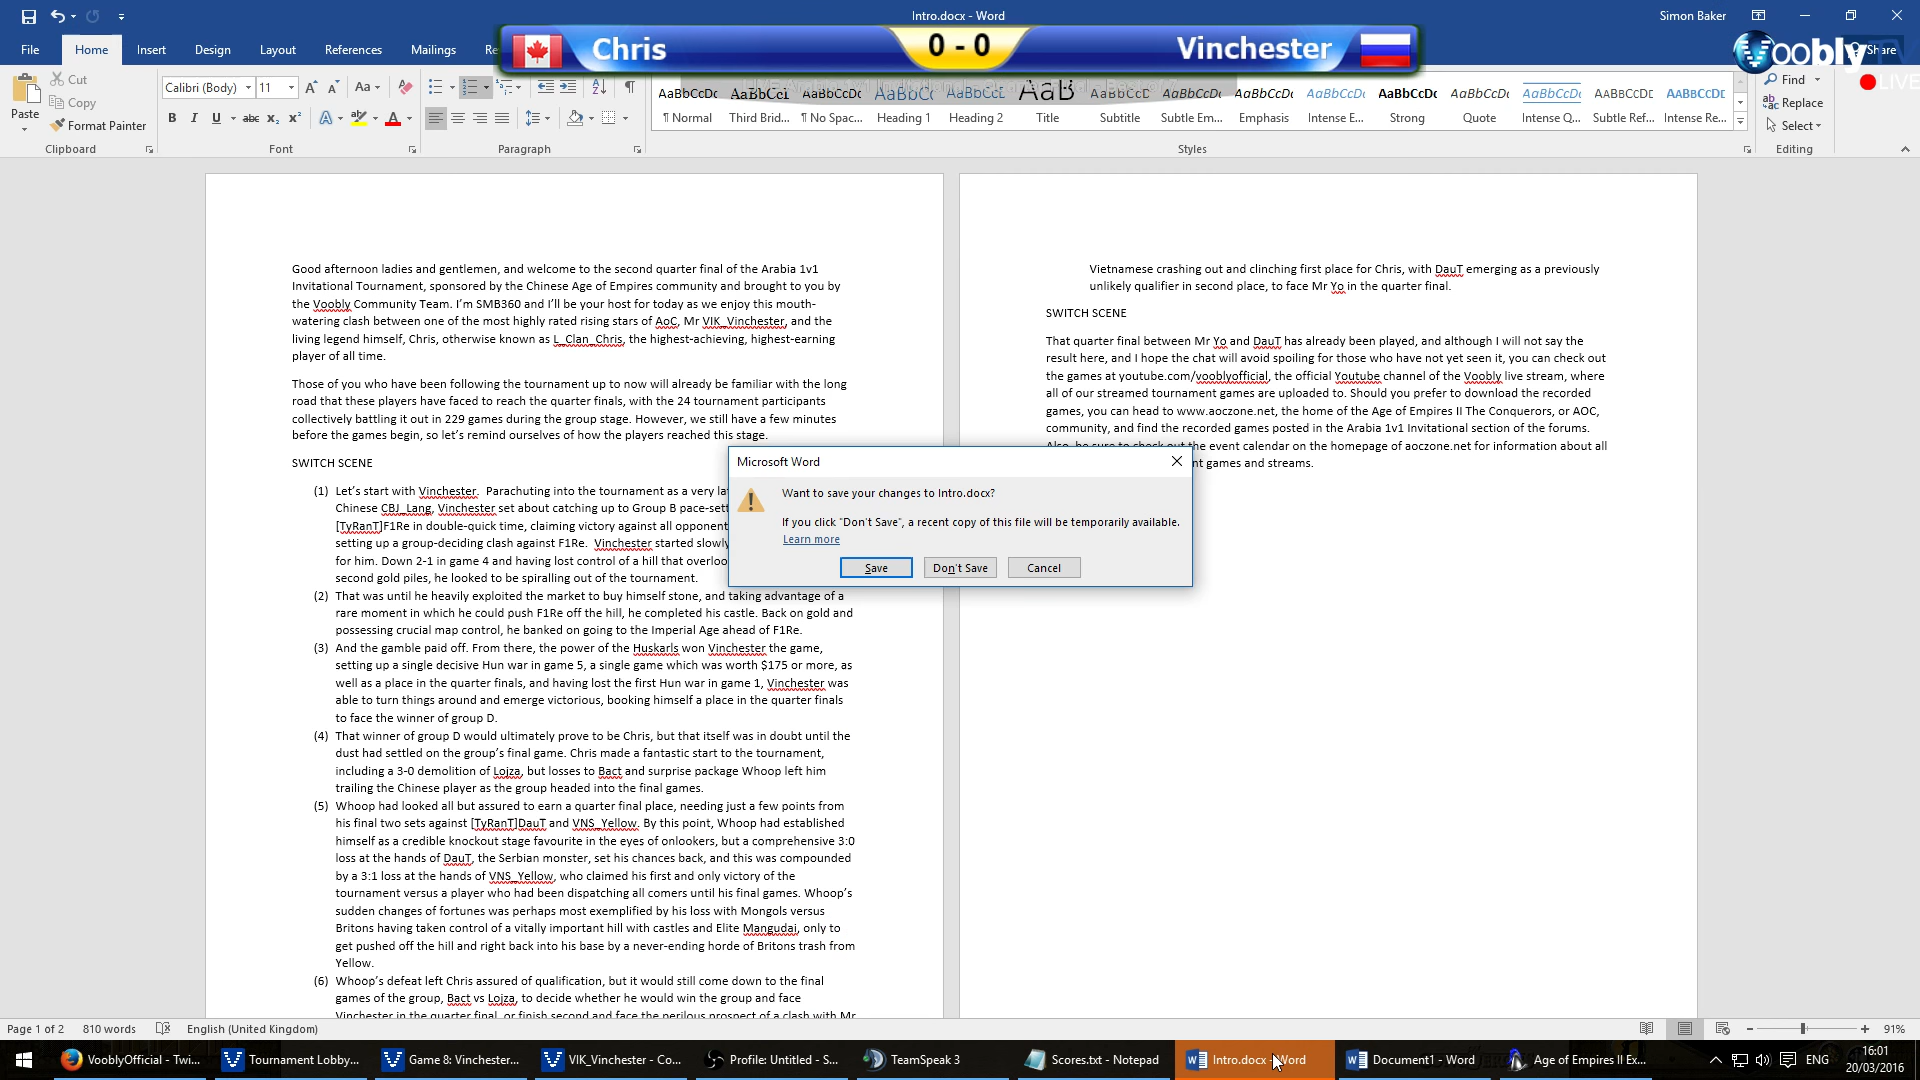 Intro.docx - Word
Simon Baker
File Home Insert Design Layout References Mailings
Chris 0 - 0 Vinchester
Voobly TV
Share
LIVE
Cut
Copy
Paste
Format Painter
Clipboard
Calibri (Body) 11
Font
Paragraph
¶ Normal Third Brid... ¶ No Spac... Heading 1 Heading 2 Title Subtitle Subtle Em... Emphasis Intense E... Strong Quote Intense Q... Subtle Ref... Intense Re...
Styles
Find
Replace
Select
Editing
Good afternoon ladies and gentlemen, and welcome to the second quarter final of the Arabia 1v1
Invitational Tournament, sponsored by the Chinese Age of Empires community and brought to you by
the Voobly Community Team. I'm SMB360 and I'll be your host for today as we enjoy this mouth-
watering clash between one of the most highly rated rising stars of AoC, Mr VIK_Vinchester, and the
living legend himself, Chris, otherwise known as L_Clan_Chris, the highest-achieving, highest-earning
player of all time.
Those of you who have been following the tournament up to now will already be familiar with the long
road that these players have faced to reach the quarter finals, with the 24 tournament participants
collectively battling it out in 229 games during the group stage. However, we still have a few minutes
before the games begin, so let's remind ourselves of how the players reached this stage.
SWITCH SCENE
(1) Let's start with Vinchester. Parachuting into the tournament as a very
Chinese CBJ_Lang, Vinchester set about catching up to Group B
[TyRanT]F1Re in double-quick time, claiming victory against all
setting up a group-deciding clash against F1Re. Vinchester started slowly
for him. Down 2-1 in game 4 and having lost control of a hill that
second gold piles, he looked to be spiralling out of the tournament.
(2) That was until he heavily exploited the market to buy himself stone, and taking advantage of a
rare moment in which he could push F1Re off the hill, he completed his castle. Back on gold and
possessing crucial map control, he banked on going to the Imperial Age ahead of F1Re.
(3) And the gamble paid off. From there, the power of the Huskarls won Vinchester the game,
setting up a single decisive Hun war in game 5, a single game which was worth $175 or more, as
well as a place in the quarter finals, and having lost the first Hun war in game 1, Vinchester was
able to turn things around and emerge victorious, booking himself a place in the quarter finals
to face the winner of group D.
(4) That winner of group D would ultimately prove to be Chris, but that itself was in doubt until the
dust had settled on the group's final game. Chris made a fantastic start to the tournament,
including a 3-0 demolition of Lojza, but losses to Bact and surprise package Whoop left him
trailing the Chinese player as the group headed into the final games.
(5) Whoop had looked all but assured to earn a quarter final place, needing just a few points from
his final two sets against [TyRanT]DauT and VNS_Yellow. By this point, Whoop had established
himself as a credible knockout stage favourite in the eyes of onlookers, but a comprehensive 3:0
loss at the hands of DauT, the Serbian monster, set his chances back, and this was compounded
by a 3:1 loss at the hands of VNS_Yellow, who claimed his first and only victory of the
tournament versus a player who had been dispatching all comers until his final games. Whoop's
sudden changes of fortunes was perhaps most exemplified by his loss with Mongols versus
Britons having taken control of a vitally important hill with castles and Elite Mangudai, only to
get pushed off the hill and right back into his base by a never-ending horde of Britons trash from
Yellow.
(6) Whoop's defeat left Chris assured of qualification, but it would still come down to the final
games of the group, Bact vs Lojza, to decide whether he would win the group and face
Vinchester in the quarter final, or finish second and face the perilous prospect of a clash with Mr
Vietnamese crashing out and clinching first place for Chris, with DauT emerging as a previously
unlikely qualifier in second place, to face Mr Yo in the quarter final.
SWITCH SCENE
That quarter final between Mr Yo and DauT has already been played, and although I will not say the
result here, and I hope the chat will avoid spoiling for those who have not yet seen it, you can check out
the games at youtube.com/vooblyofficial, the official Youtube channel of the Voobly live stream, where
all of our streamed tournament games are uploaded to. Should you prefer to download the recorded
games, you can head to www.aoczone.net, the home of the Age of Empires II The Conquerors, or AOC,
community, and find the recorded games posted in the Arabia 1v1 Invitational section of the forums.
Also, be sure to check out the event calendar on the homepage of aoczone.net for information about all
games and streams.
Microsoft Word
Want to save your changes to Intro.docx?
If you click "Don't Save", a recent copy of this file will be temporarily available.
Learn more
Save Don't Save Cancel
Page 1 of 2 810 words English (United Kingdom) 91%
VooblyOfficial - Twi... Tournament Lobby... Game 8: Vinchester... VIK_Vinchester - Co... Profile: Untitled - S... TeamSpeak 3 Scores.txt - Notepad Intro.docx - Word Document1 - Word Age of Empires II Ex... ENG
16:01
20/03/2016